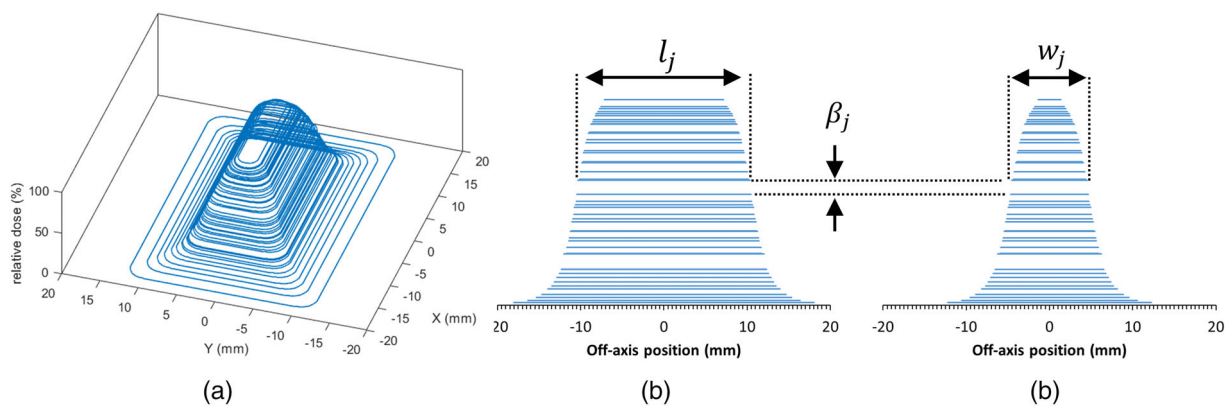 relative dose (%)
100
50
0
20
15
10
5
0
-5
-10
-15
-20
Y (mm)
20
15
10
5
0
-5
-10
-15
-20
X (mm)
(a)
l_j
β_j
w_j
20 -10 0 10 20
Off-axis position (mm)
(b)
-20 -10 0 10 20
Off-axis position (mm)
(b)